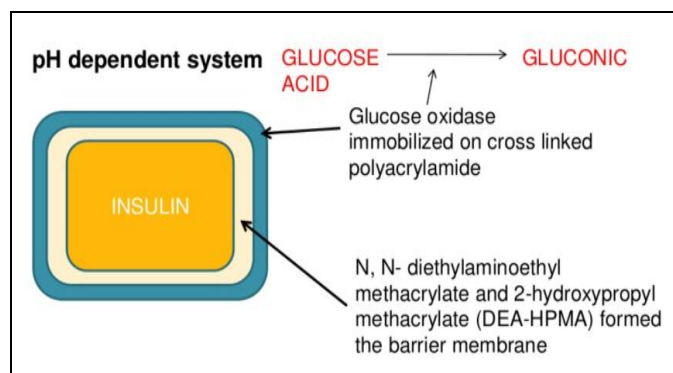 pH dependent system GLUCOSE GLUCONIC
ACID
Glucose oxidase
immobilized on cross linked
polyacrylamide
INSULIN
N, N- diethylaminoethyl
methacrylate and 2-hydroxypropyl
methacrylate (DEA-HPMA) formed
the barrier membrane